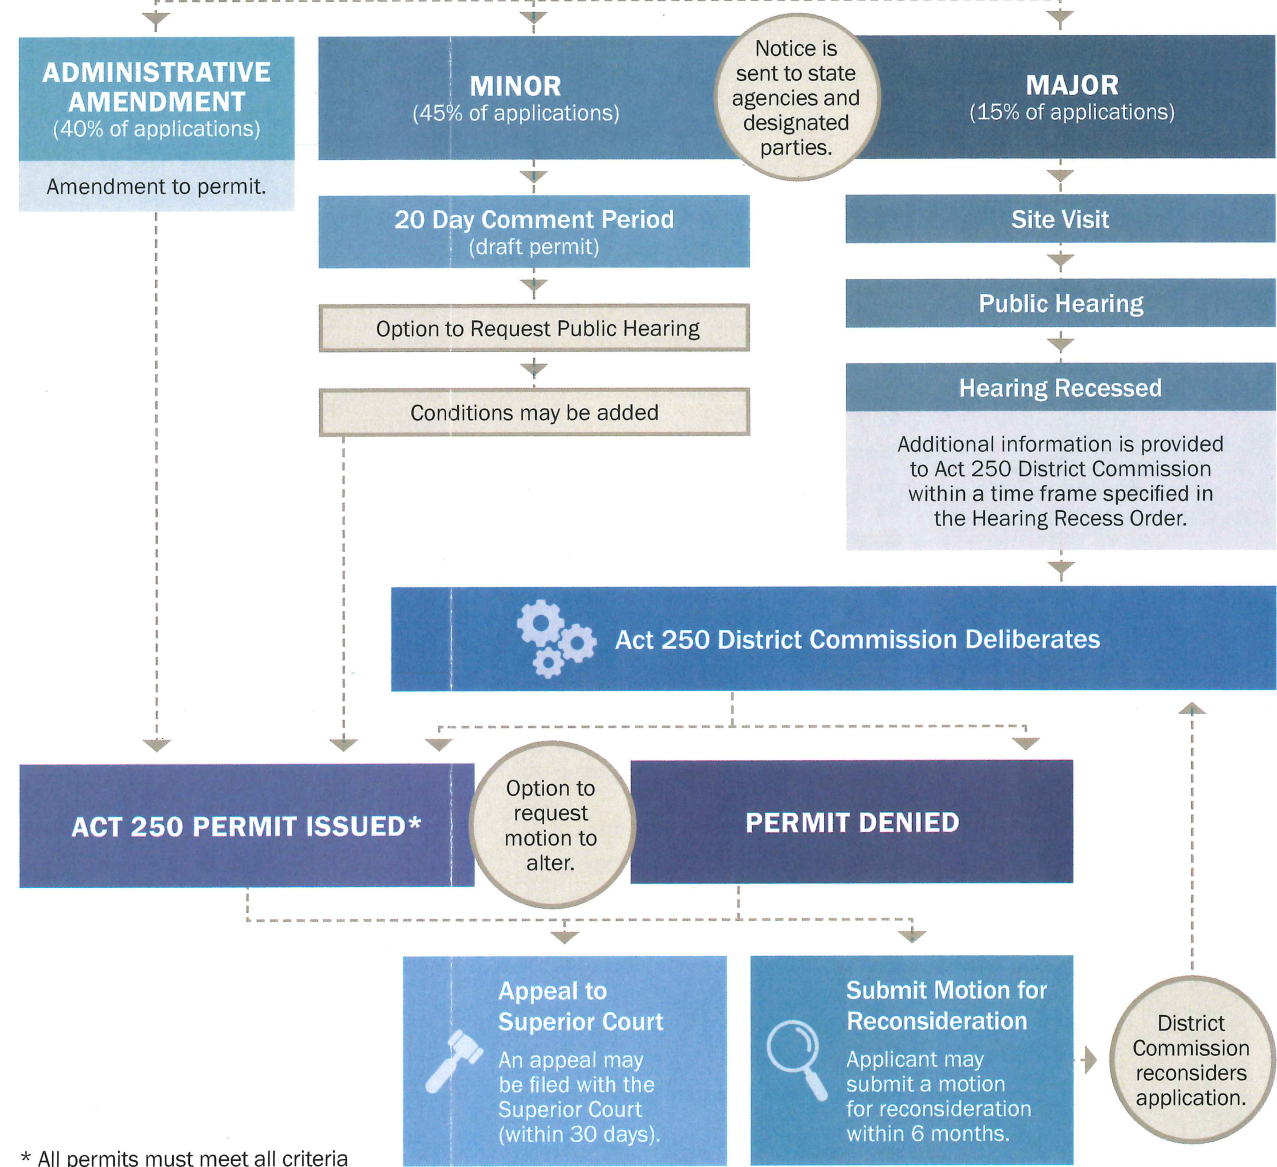 ADMINISTRATIVE
AMENDMENT
(40% of applications)
Amendment to permit.
MINOR
(45% of applications)
Notice is
sent to state
agencies and
designated
parties.
MAJOR
(15% of applications)
20 Day Comment Period
(draft permit)
Option to Request Public Hearing
Conditions may be added
Site Visit
Public Hearing
Hearing Recessed
Additional information is provided
to Act 250 District Commission
within a time frame specified in
the Hearing Recess Order.
Act 250 District Commission Deliberates
ACT 250 PERMIT ISSUED*
Option to
request
motion to
alter.
PERMIT DENIED
Appeal to
Superior Court
An appeal may
be filed with the
Superior Court
(within 30 days).
Submit Motion for
Reconsideration
Applicant may
submit a motion
for reconsideration
within 6 months.
District
Commission
reconsiders
application.
* All permits must meet all criteria